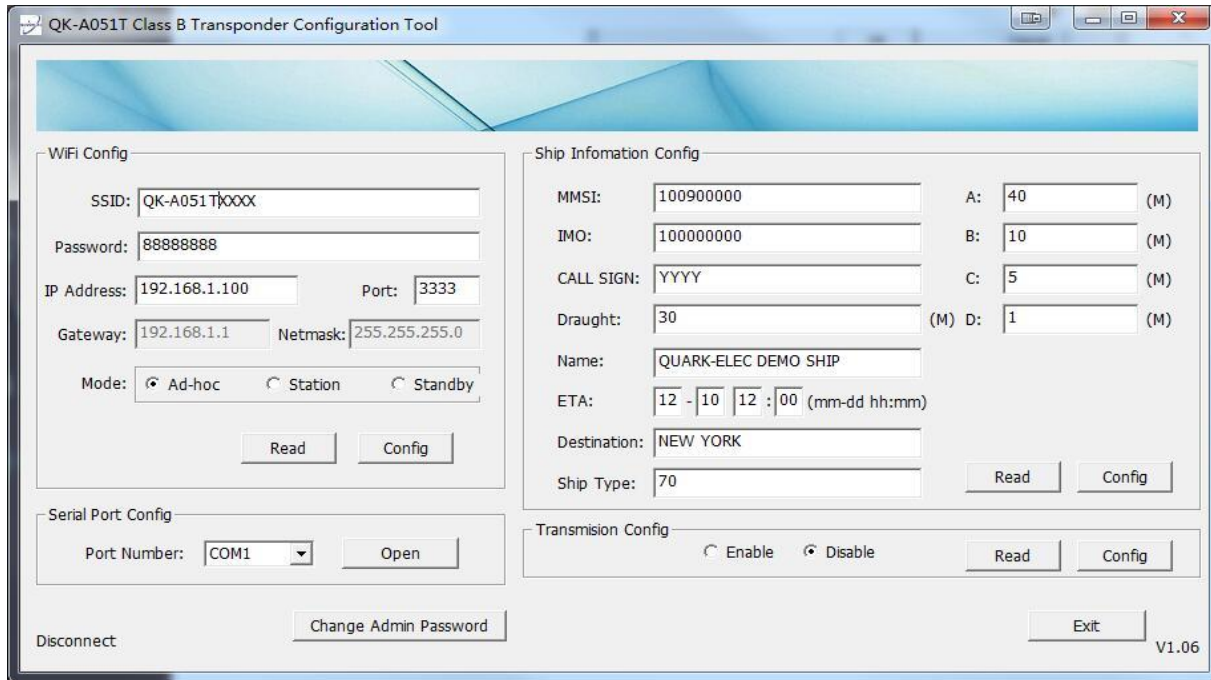 QK-A051T Class B Transponder Configuration Tool
WiFi Config
SSID: QK-A051TXXXX
Password: 88888888
IP Address: 192.168.1.100 Port: 3333
Gateway: 192.168.1.1 Netmask: 255.255.255.0
Mode: Ad-hoc Station Standby
Read Config
Serial Port Config
Port Number: COM1 Open
Ship Infomation Config
MMSI: 100900000 A: 40 (M)
IMO: 100000000 B: 10 (M)
CALL SIGN: YYYY C: 5 (M)
Draught: 30 (M) D: 1 (M)
Name: QUARK-ELEC DEMO SHIP
ETA: 12 - 10 12 : 00 (mm-dd hh:mm)
Destination: NEW YORK
Ship Type: 70 Read Config
Transmision Config
Enable Disable Read Config
Disconnect Change Admin Password Exit V1.06